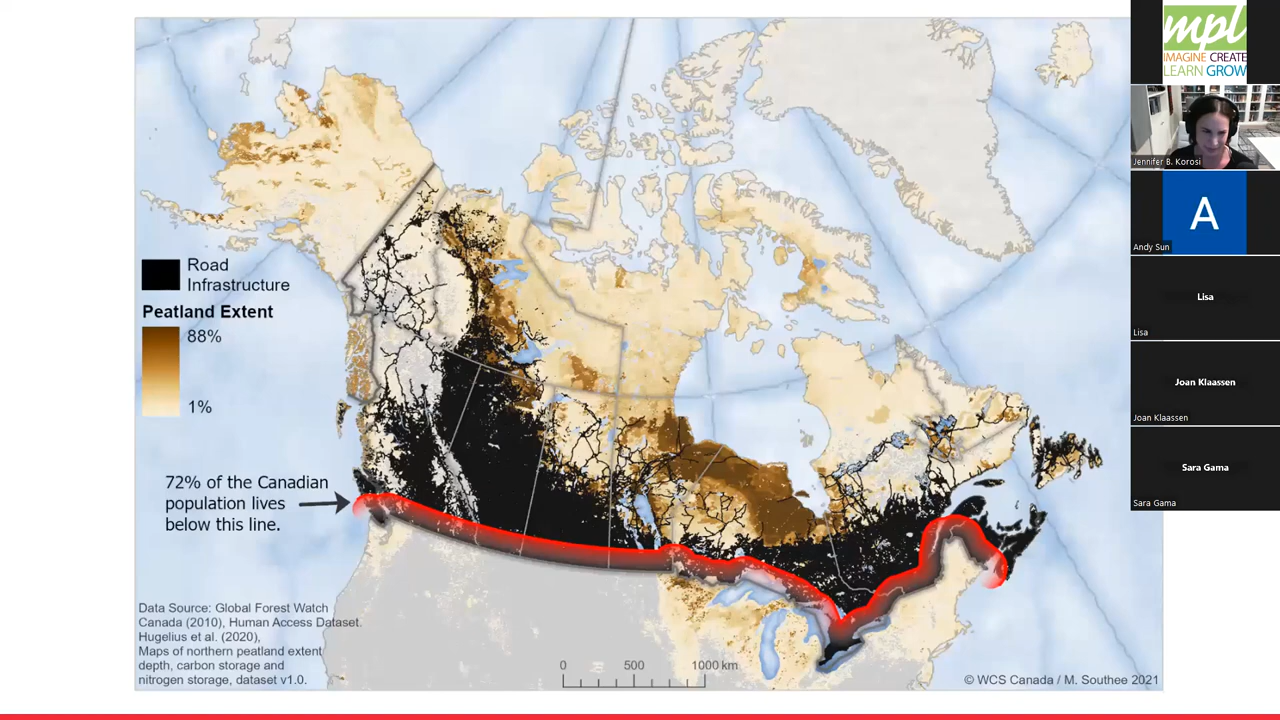 Road
Infrastructure
Peatland Extent
88%
1%
72% of the Canadian
population lives
below this line.
Data Source: Global Forest Watch
Canada (2010), Human Access Dataset.
Hugelius et al. (2020),
Maps of northern peatland extent
depth, carbon storage and
nitrogen storage, dataset v1.0.
0 500 1000 km
© WCS Canada / M. Southee 2021
mpl
IMAGINE CREATE
LEARN GROW
Jennifer B. Korosi
A
Andy Sun
Lisa
Lisa
Joan Klaassen
Joan Klaassen
Sara Gama
Sara Gama